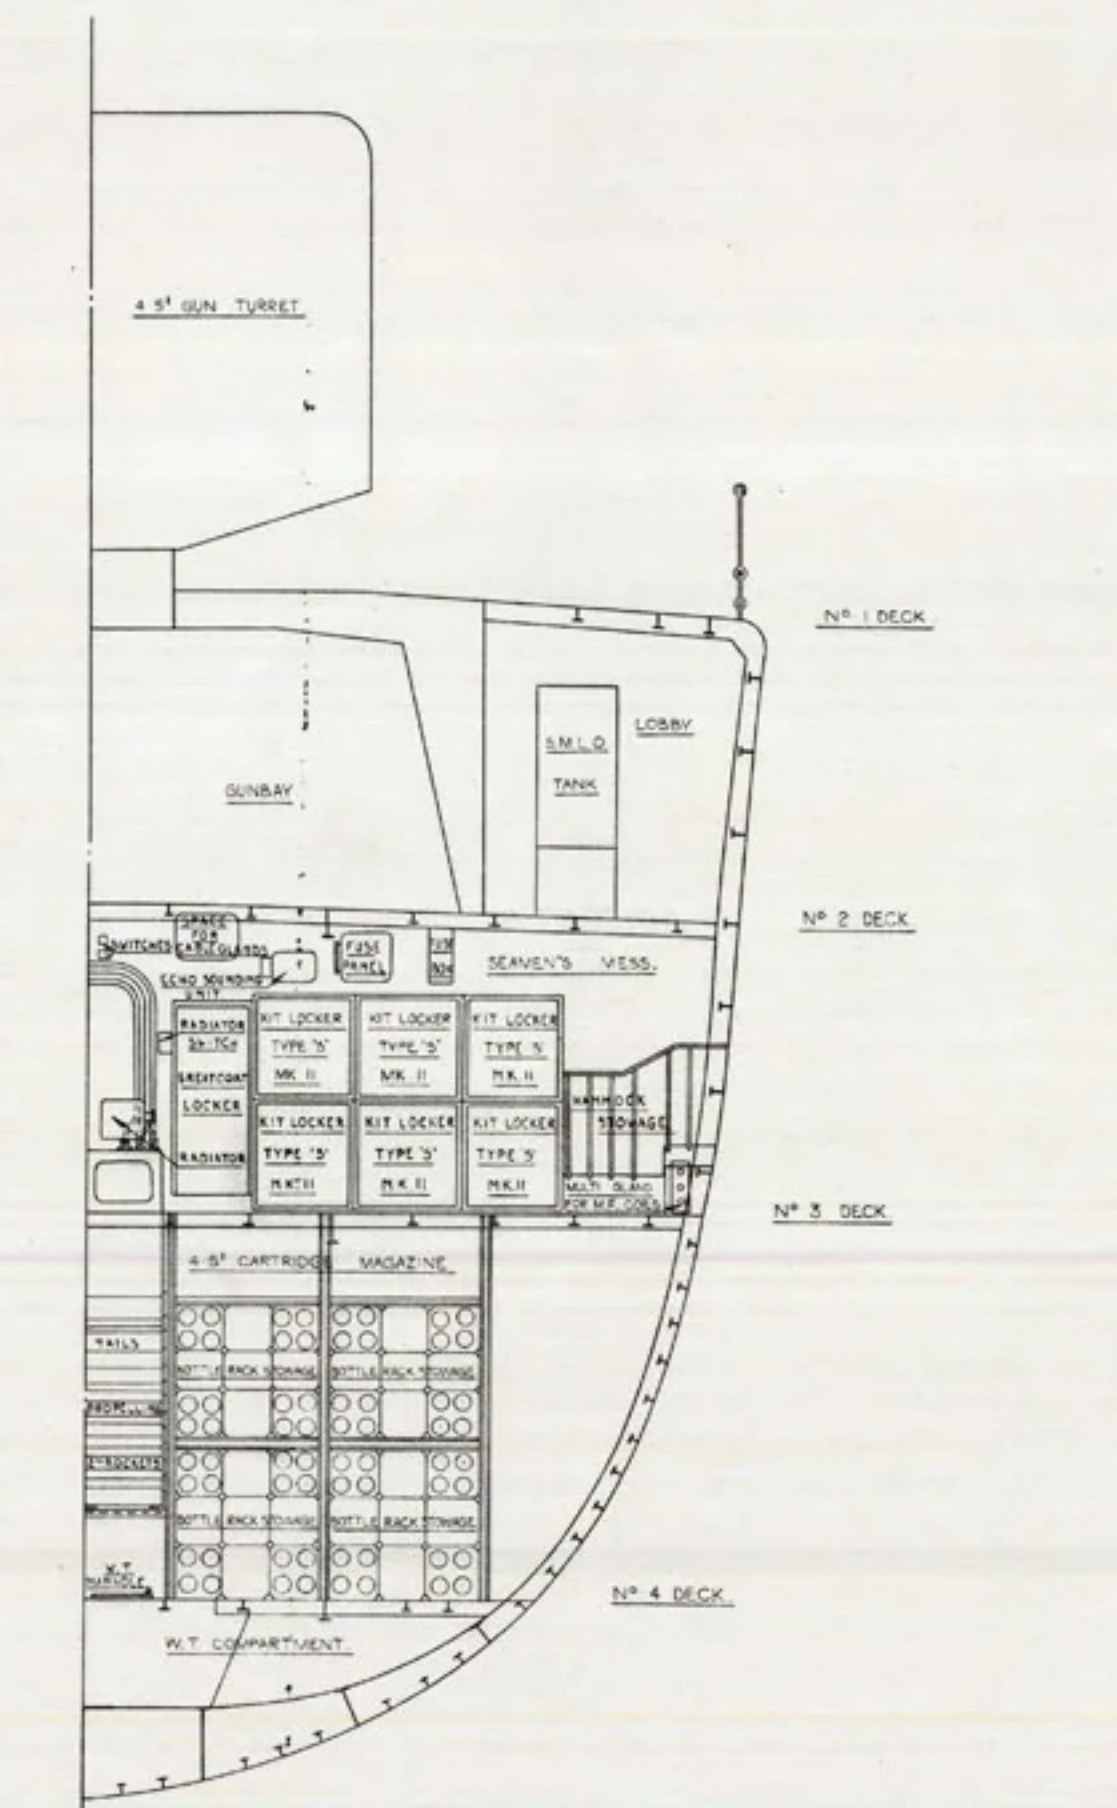 4·5" GUN TURRET
Nº 1 DECK
LOBBY
S.M.L.O.
TANK
GUNBAY
Nº 2 DECK
SPACE
FOR
CABLE GLANDS
SWITCHES
FUSE
PANEL
FUSE
BOX
SEAMEN'S MESS.
ECHO SOUNDING
UNIT
RADIATOR
SWITCH
GREATCOAT
LOCKER
RADIATOR
KIT LOCKER
TYPE 'S'
MK II
KIT LOCKER
TYPE 'S'
MK II
KIT LOCKER
TYPE 'S'
MK II
KIT LOCKER
TYPE 'S'
MK II
KIT LOCKER
TYPE 'S'
MK II
KIT LOCKER
TYPE 'S'
MK II
HAMMOCK
STOWAGE
MULTI GLAND
Nº 3 DECK
4·5" CARTRIDGE MAGAZINE
BOTTLE RACK STOWAGE
BOTTLE RACK STOWAGE
BOTTLE RACK STOWAGE
BOTTLE RACK STOWAGE
W.T.
MANHOLE
Nº 4 DECK.
W.T. COMPARTMENT.